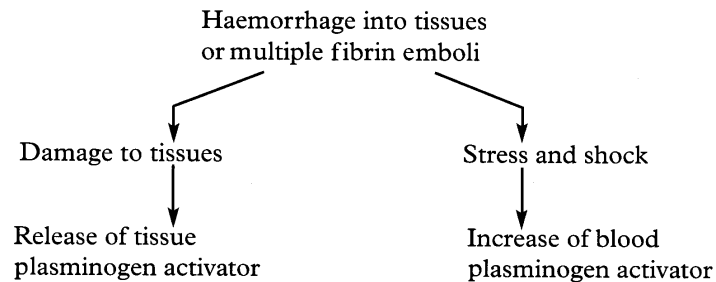 Haemorrhage into tissues
or multiple fibrin emboli
Damage to tissues
Stress and shock
Release of tissue
plasminogen activator
Increase of blood
plasminogen activator